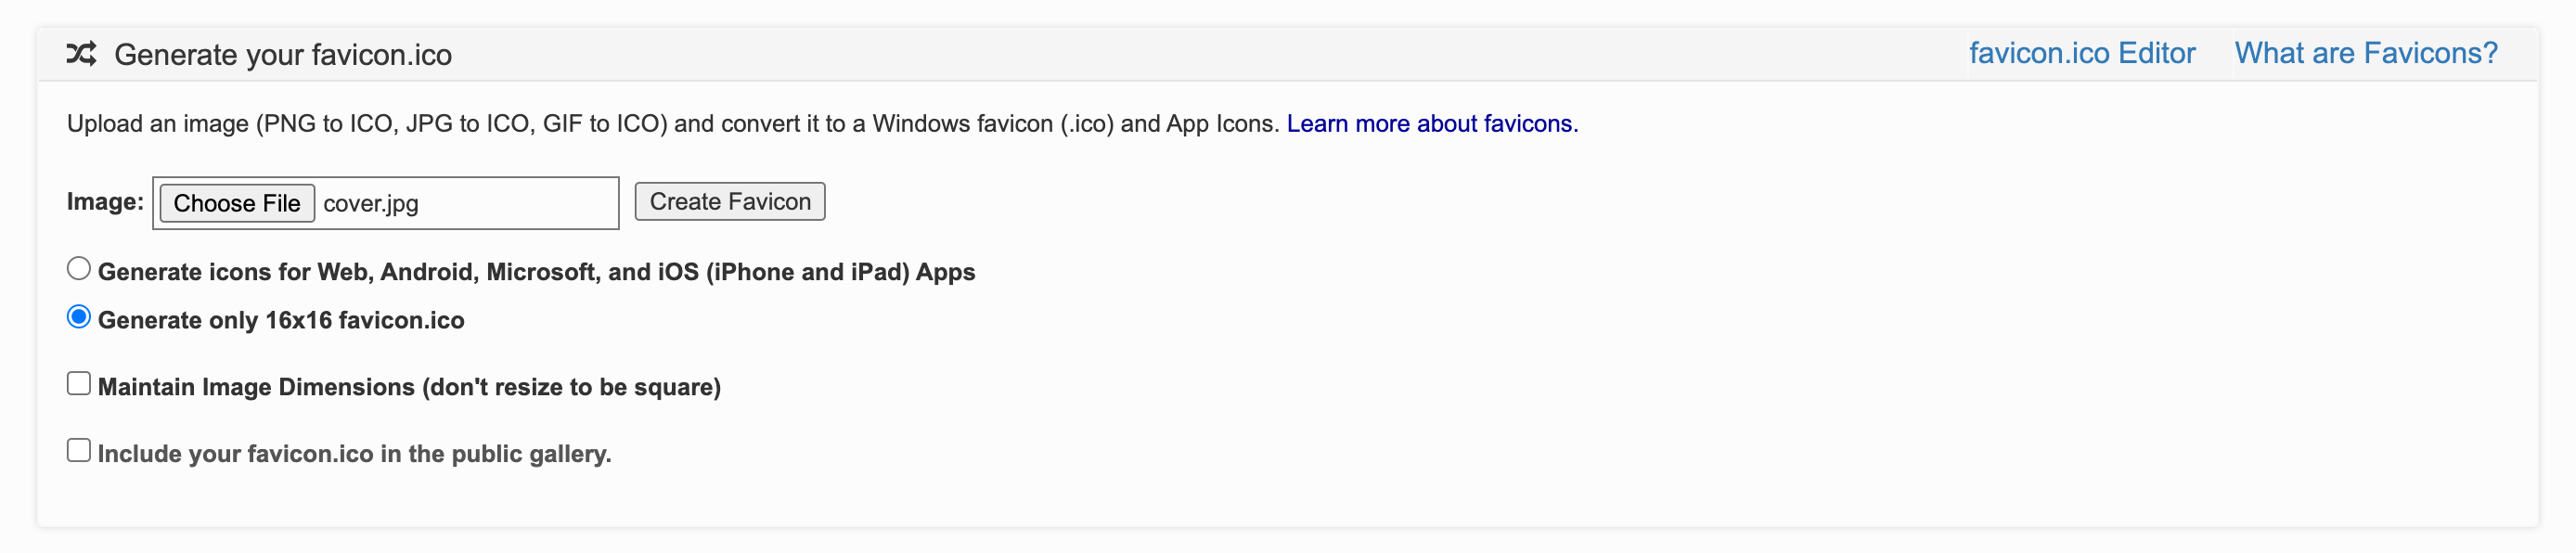 Generate your favicon.ico favicon.ico Editor What are Favicons?
Upload an image (PNG to ICO, JPG to ICO, GIF to ICO) and convert it to a Windows favicon (.ico) and App Icons. Learn more about favicons.
Image: Choose File cover.jpg Create Favicon
Generate icons for Web, Android, Microsoft, and iOS (iPhone and iPad) Apps
Generate only 16x16 favicon.ico
Maintain Image Dimensions (don't resize to be square)
Include your favicon.ico in the public gallery.